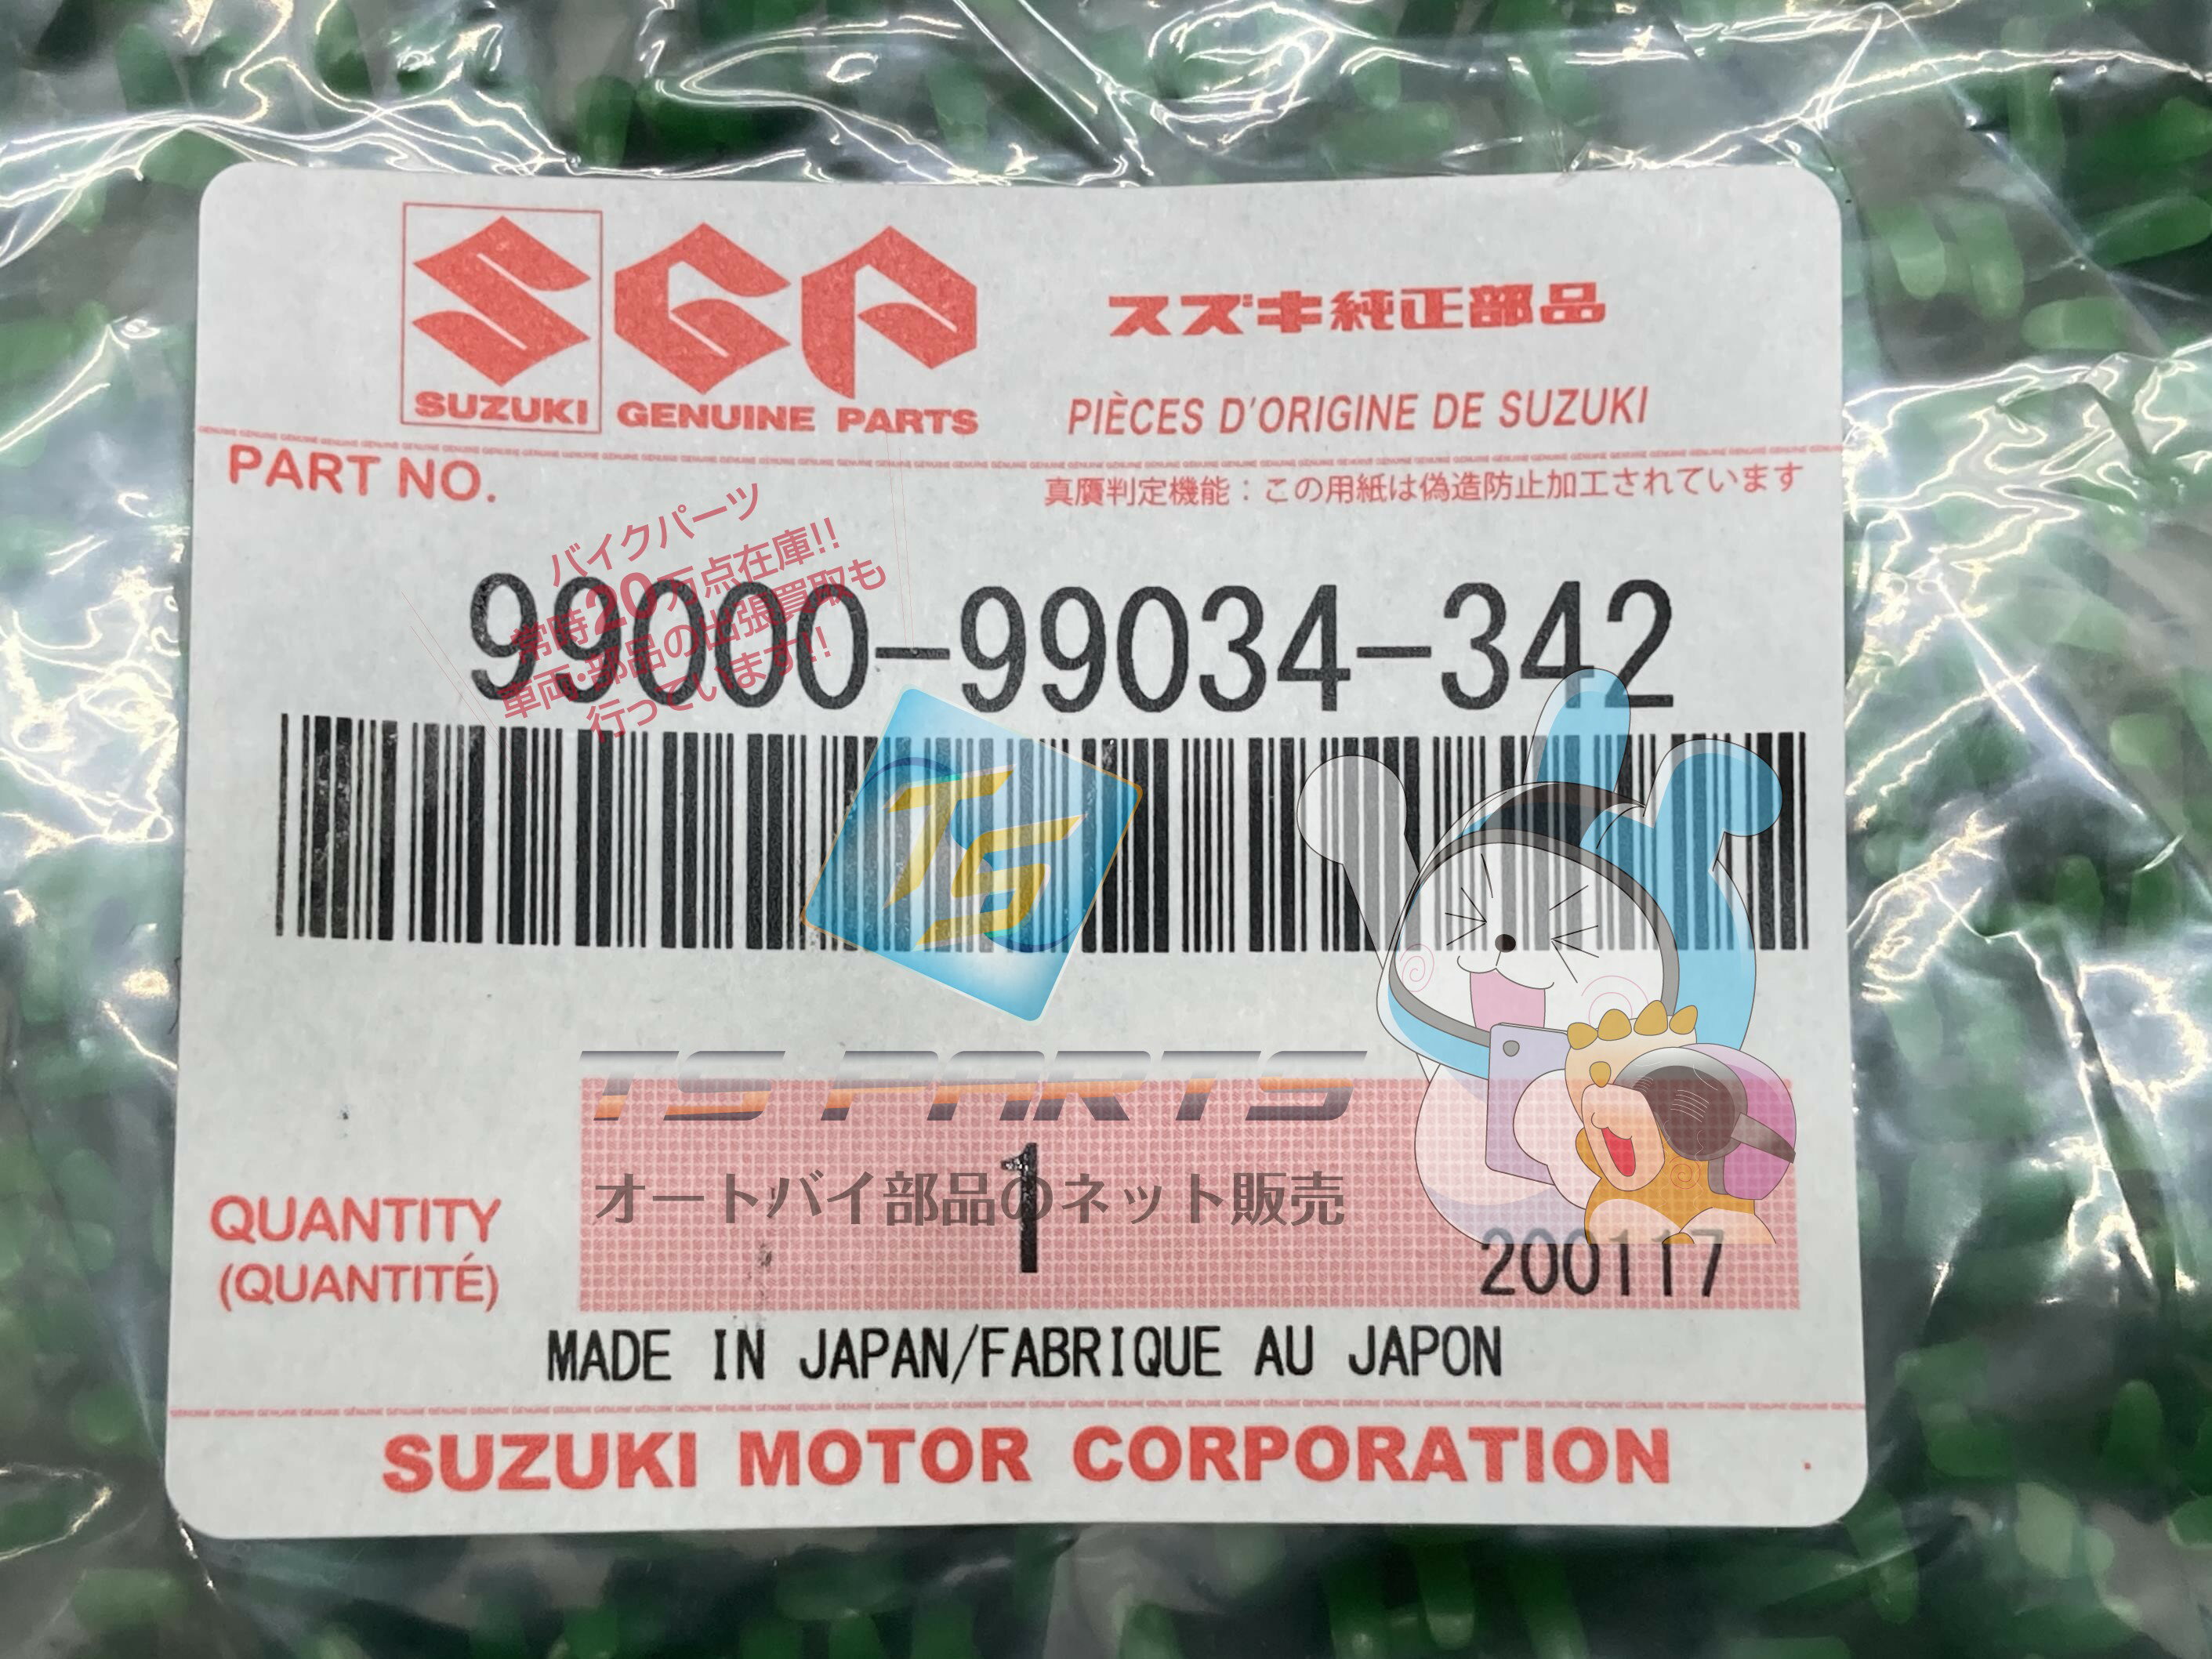 SUZUKI
GENUINE PARTS
スズキ純正部品
PIÈCES D'ORIGINE DE SUZUKI
PART NO.
真贋判定機能：この用紙は偽造防止加工されています
バイクパーツ
常時20万点在庫!!
車両・部品の出張買取も
行っています!!
99000-99034-342
TS
TS PARTS
オートバイ部品のネット販売
QUANTITY
(QUANTITÉ)
1
200117
MADE IN JAPAN/FABRIQUE AU JAPON
SUZUKI MOTOR CORPORATION